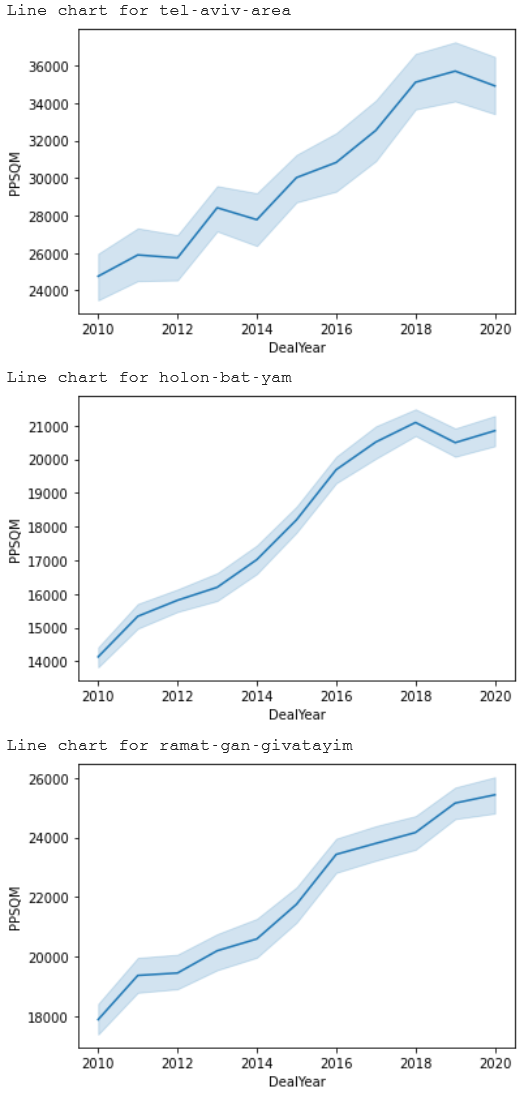 Line chart for tel-aviv-area
36000
34000
32000
30000
28000
26000
24000
PPSQM
2010 2012 2014 2016 2018 2020
DealYear
Line chart for holon-bat-yam
21000
20000
19000
18000
17000
16000
15000
14000
PPSQM
2010 2012 2014 2016 2018 2020
DealYear
Line chart for ramat-gan-givatayim
26000
24000
22000
20000
18000
PPSQM
2010 2012 2014 2016 2018 2020
DealYear